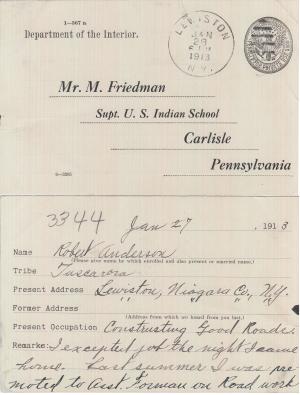 1-367 a
Department of the Interior.
LEWISTON
JAN
28
1913
N.Y.
Mr. M. Friedman
Supt. U. S. Indian School
Carlisle
Pennsylvania
3344 Jan 27, 1913
Name Robert Anderson
(Please give name by which enrolled and also present or married name.)
Tribe Tuscarora
Present Address Lewiston, Niagara Co., N.Y.
Former Address " " "
(Address from which we heard from you last.)
Present Occupation Construsting Good Roads.
Remarks: I excepted job the night I came
home. Last summer I was pre
moted to Asst. Forman on Road work